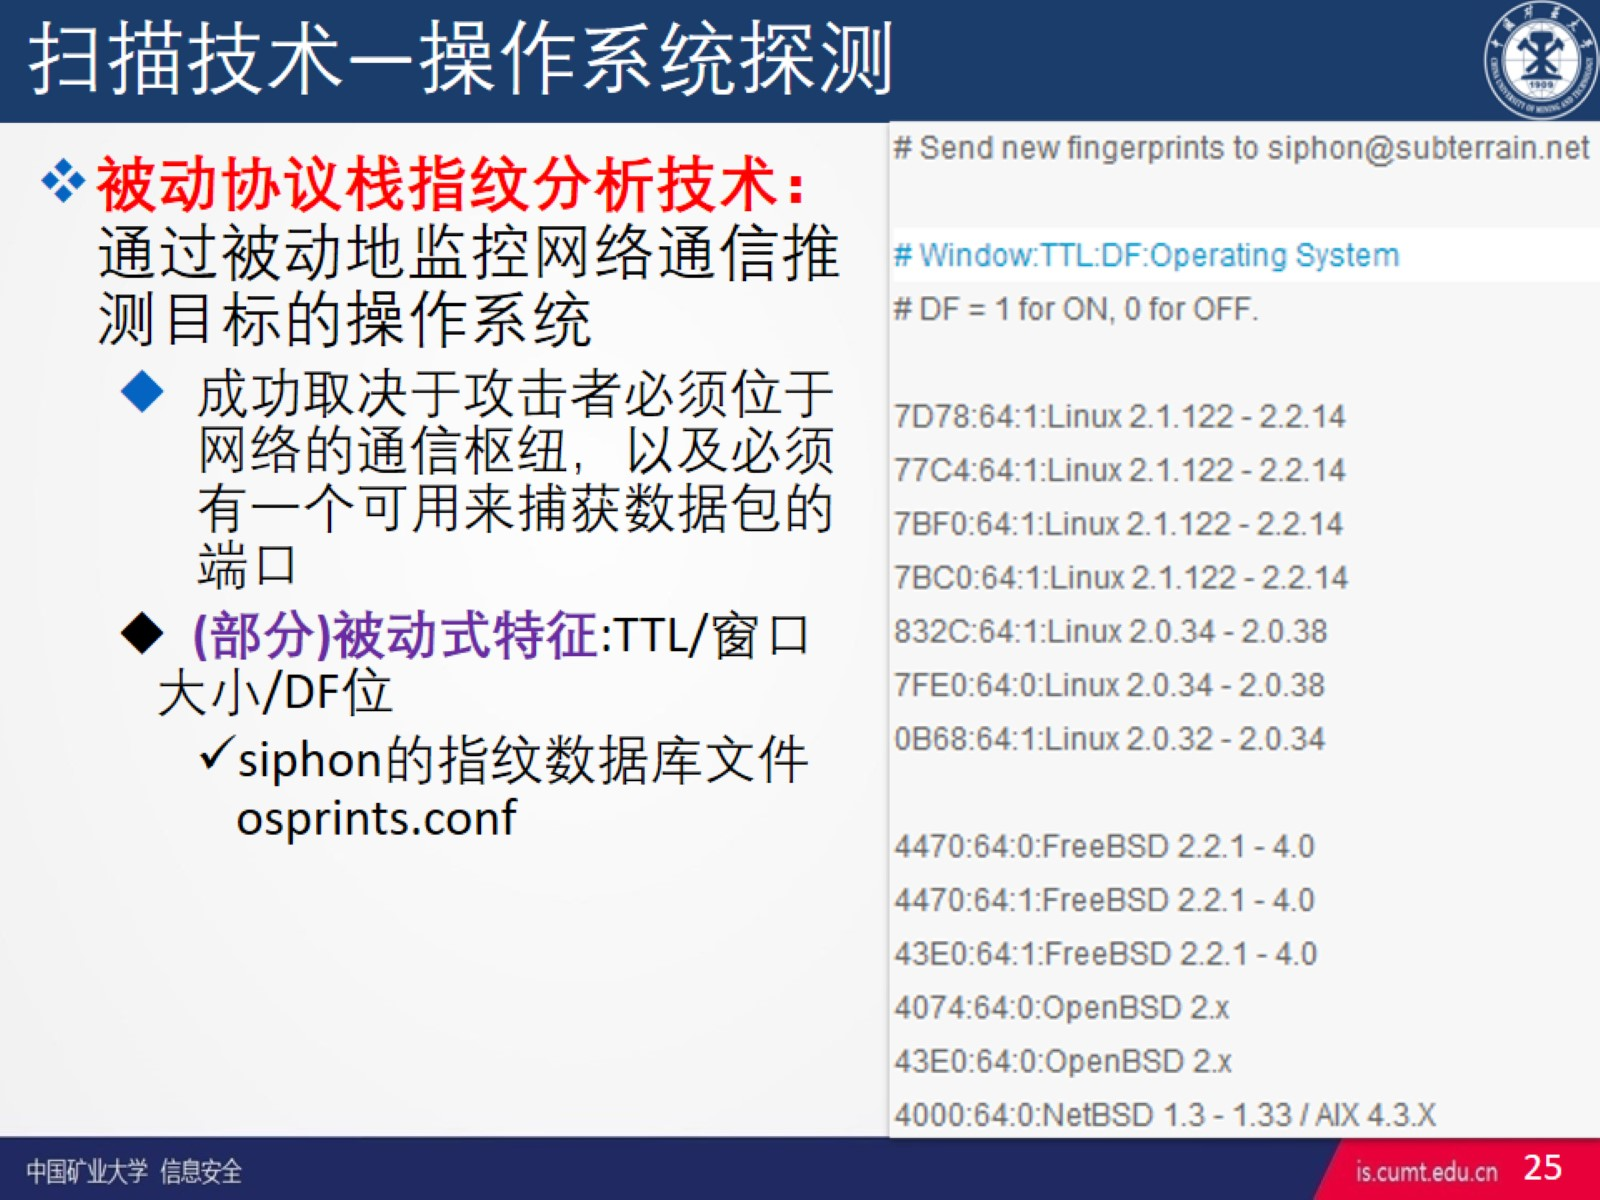 扫描技术—操作系统探测
被动协议栈指纹分析技术：
通过被动地监控网络通信推
测目标的操作系统
成功取决于攻击者必须位于
网络的通信枢纽，以及必须
有一个可用来捕获数据包的
端口
(部分)被动式特征:TTL/窗口
大小/DF位
siphon的指纹数据库文件
osprints.conf
# Send new fingerprints to siphon@subterrain.net
# Window:TTL:DF:Operating System
# DF = 1 for ON, 0 for OFF.
7D78:64:1:Linux 2.1.122 - 2.2.14
77C4:64:1:Linux 2.1.122 - 2.2.14
7BF0:64:1:Linux 2.1.122 - 2.2.14
7BC0:64:1:Linux 2.1.122 - 2.2.14
832C:64:1:Linux 2.0.34 - 2.0.38
7FE0:64:0:Linux 2.0.34 - 2.0.38
0B68:64:1:Linux 2.0.32 - 2.0.34
4470:64:0:FreeBSD 2.2.1 - 4.0
4470:64:1:FreeBSD 2.2.1 - 4.0
43E0:64:1:FreeBSD 2.2.1 - 4.0
4074:64:0:OpenBSD 2.x
43E0:64:0:OpenBSD 2.x
4000:64:0:NetBSD 1.3 - 1.33 / AIX 4.3.X
中国矿业大学 信息安全
is.cumt.edu.cn 25
中国矿业大学
CHINA UNIVERSITY OF MINING AND TECHNOLOGY
1909